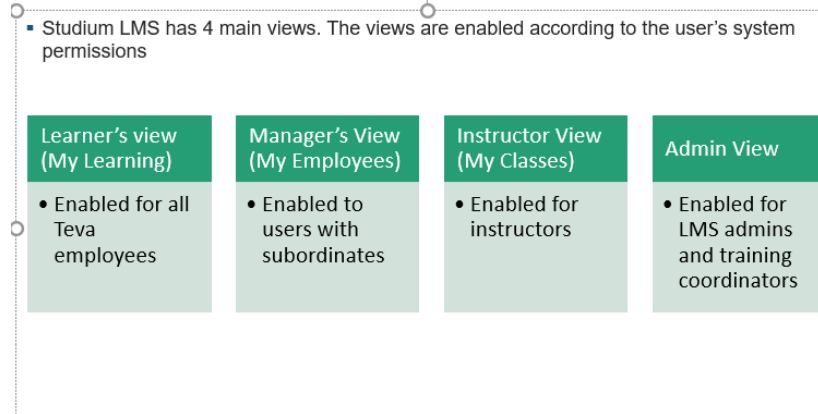 ▪ Studium LMS has 4 main views. The views are enabled according to the user's system
permissions
Learner's view
(My Learning)
• Enabled for all
Teva
employees
Manager's View
(My Employees)
• Enabled to
users with
subordinates
Instructor View
(My Classes)
• Enabled for
instructors
Admin View
• Enabled for
LMS admins
and training
coordinators